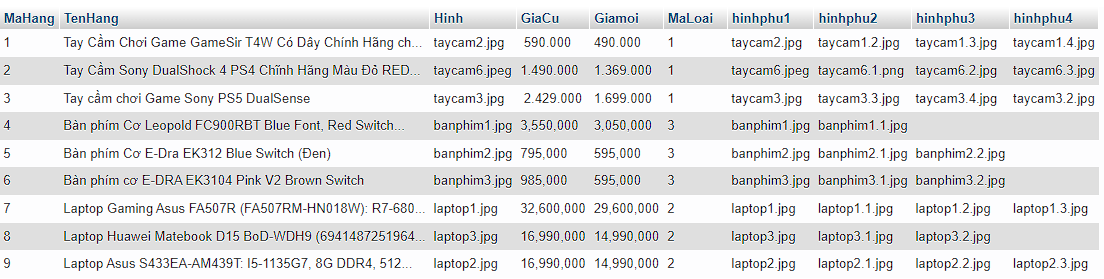 MaHang TenHang Hinh GiaCu Giamoi MaLoai hinhphu1 hinhphu2 hinhphu3 hinhphu4
1 Tay Cầm Chơi Game GameSir T4W Có Dây Chính Hãng ch... taycam2.jpg 590.000 490.000 1 taycam2.jpg taycam1.2.jpg taycam1.3.jpg taycam1.4.jpg
2 Tay Cầm Sony DualShock 4 PS4 Chĩnh Hãng Màu Đỏ RED... taycam6.jpeg 1.490.000 1.369.000 1 taycam6.jpeg taycam6.1.png taycam6.2.jpg taycam6.3.jpg
3 Tay cầm chơi Game Sony PS5 DualSense taycam3.jpg 2.429.000 1.699.000 1 taycam3.jpg taycam3.3.jpg taycam3.4.jpg taycam3.2.jpg
4 Bàn phím Cơ Leopold FC900RBT Blue Font, Red Switch... banphim1.jpg 3,550,000 3,050,000 3 banphim1.jpg banphim1.1.jpg
5 Bàn phím Cơ E-Dra EK312 Blue Switch (Đen) banphim2.jpg 795,000 595,000 3 banphim2.jpg banphim2.1.jpg banphim2.2.jpg
6 Bàn phím cơ E-DRA EK3104 Pink V2 Brown Switch banphim3.jpg 985,000 595,000 3 banphim3.jpg banphim3.1.jpg banphim3.2.jpg
7 Laptop Gaming Asus FA507R (FA507RM-HN018W): R7-680... laptop1.jpg 32,600,000 29,600,000 2 laptop1.jpg laptop1.1.jpg laptop1.2.jpg laptop1.3.jpg
8 Laptop Huawei Matebook D15 BoD-WDH9 (6941487251964... laptop3.jpg 16,990,000 14,990,000 2 laptop3.jpg laptop3.1.jpg laptop3.2.jpg
9 Laptop Asus S433EA-AM439T: I5-1135G7, 8G DDR4, 512... laptop2.jpg 16,990,000 14,990,000 2 laptop2.jpg laptop2.1.jpg laptop2.2.jpg